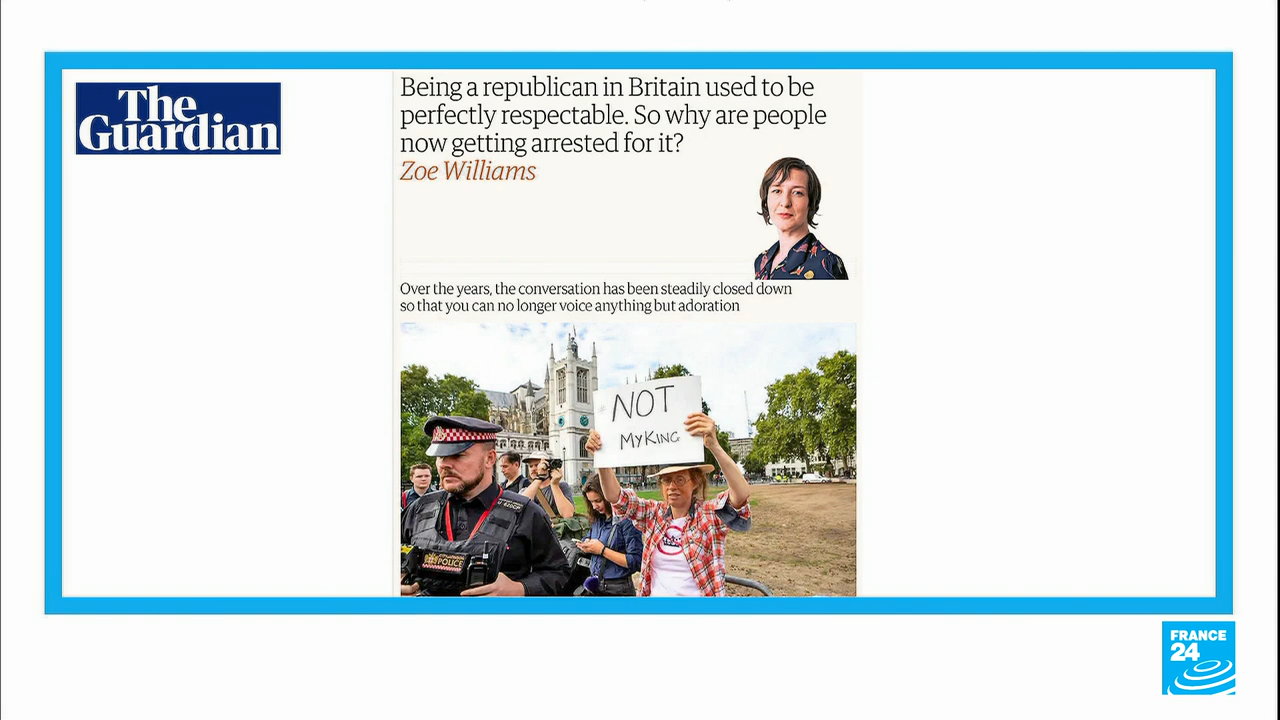 The
Guardian
Being a republican in Britain used to be
perfectly respectable. So why are people
now getting arrested for it?
Zoe Williams
Over the years, the conversation has been steadily closed down
so that you can no longer voice anything but adoration
NOT
MY KING
POLICE
FRANCE
24